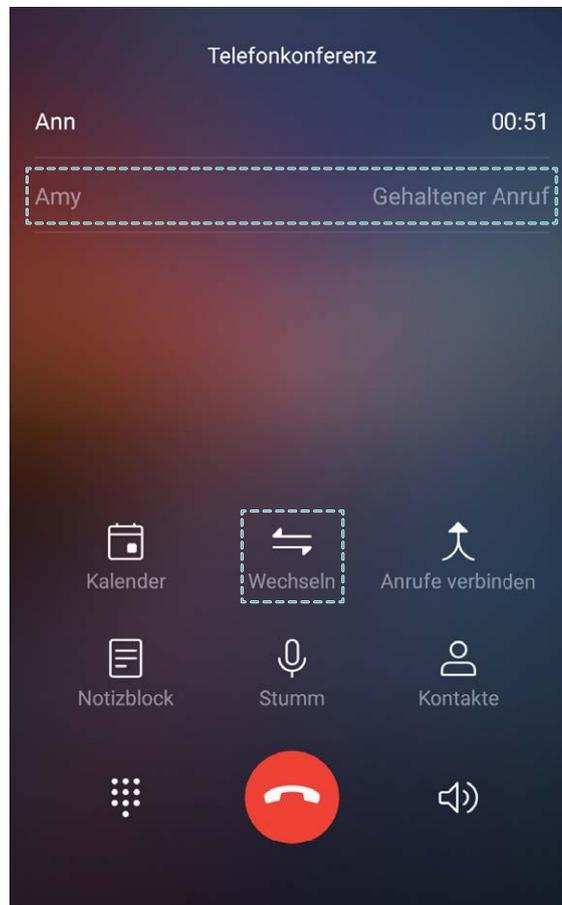 Telefonkonferenz
Ann 00:51
Amy Gehaltener Anruf
Kalender Wechseln Anrufe verbinden
Notizblock Stumm Kontakte